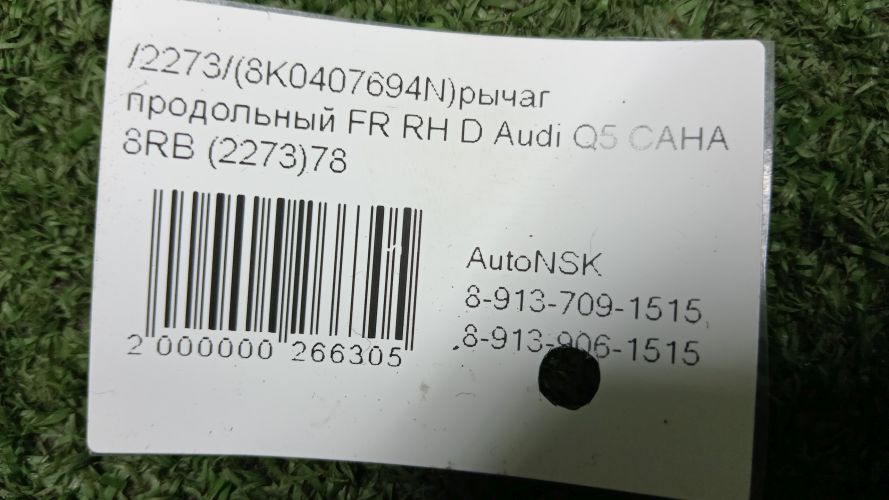 /2273/(8K0407694N)рычаг
продольный FR RH D Audi Q5 CAHA
8RB (2273)78
AutoNSK
8-913-709-1515,
8-913-906-1515
2 000000 266305